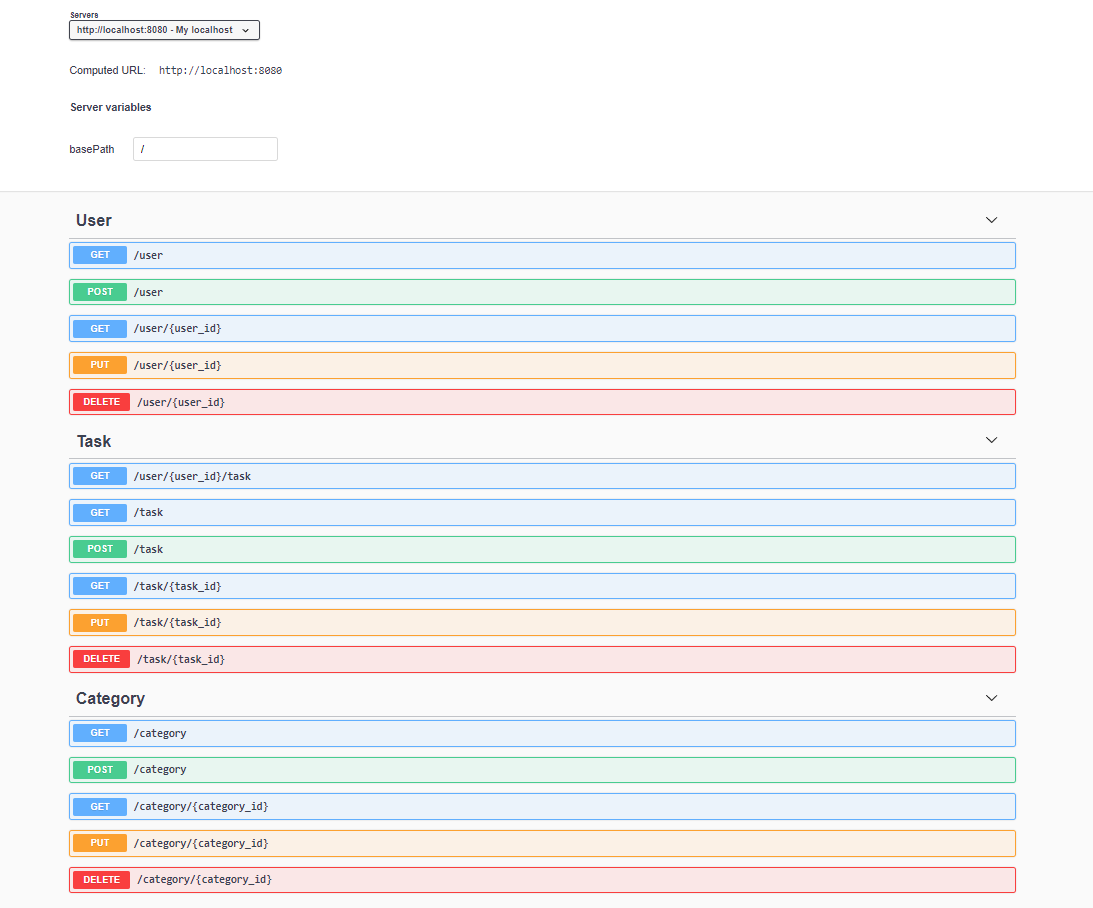 Servers
http://localhost:8080 - My localhost
Computed URL: http://localhost:8080
Server variables
basePath /
User
GET /user
POST /user
GET /user/{user_id}
PUT /user/{user_id}
DELETE /user/{user_id}
Task
GET /user/{user_id}/task
GET /task
POST /task
GET /task/{task_id}
PUT /task/{task_id}
DELETE /task/{task_id}
Category
GET /category
POST /category
GET /category/{category_id}
PUT /category/{category_id}
DELETE /category/{category_id}